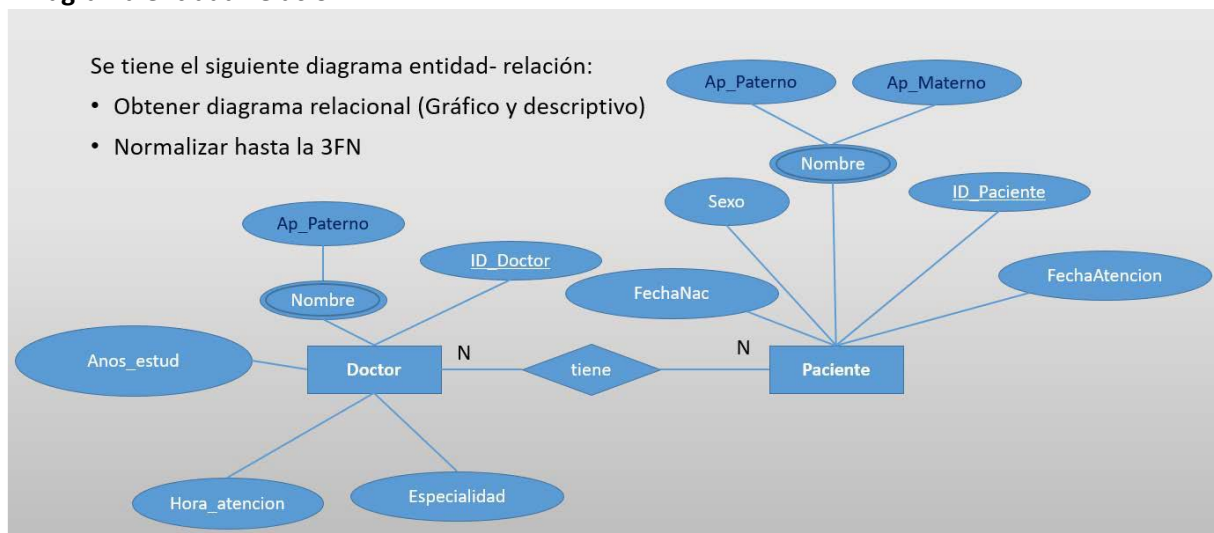 Se tiene el siguiente diagrama entidad- relación:
• Obtener diagrama relacional (Gráfico y descriptivo)
• Normalizar hasta la 3FN
Ap_Paterno
Ap_Materno
Nombre
Sexo
ID_Paciente
Ap_Paterno
ID_Doctor
FechaNac
FechaAtencion
Nombre
Anos_estud
Doctor
N
tiene
N
Paciente
Hora_atencion
Especialidad